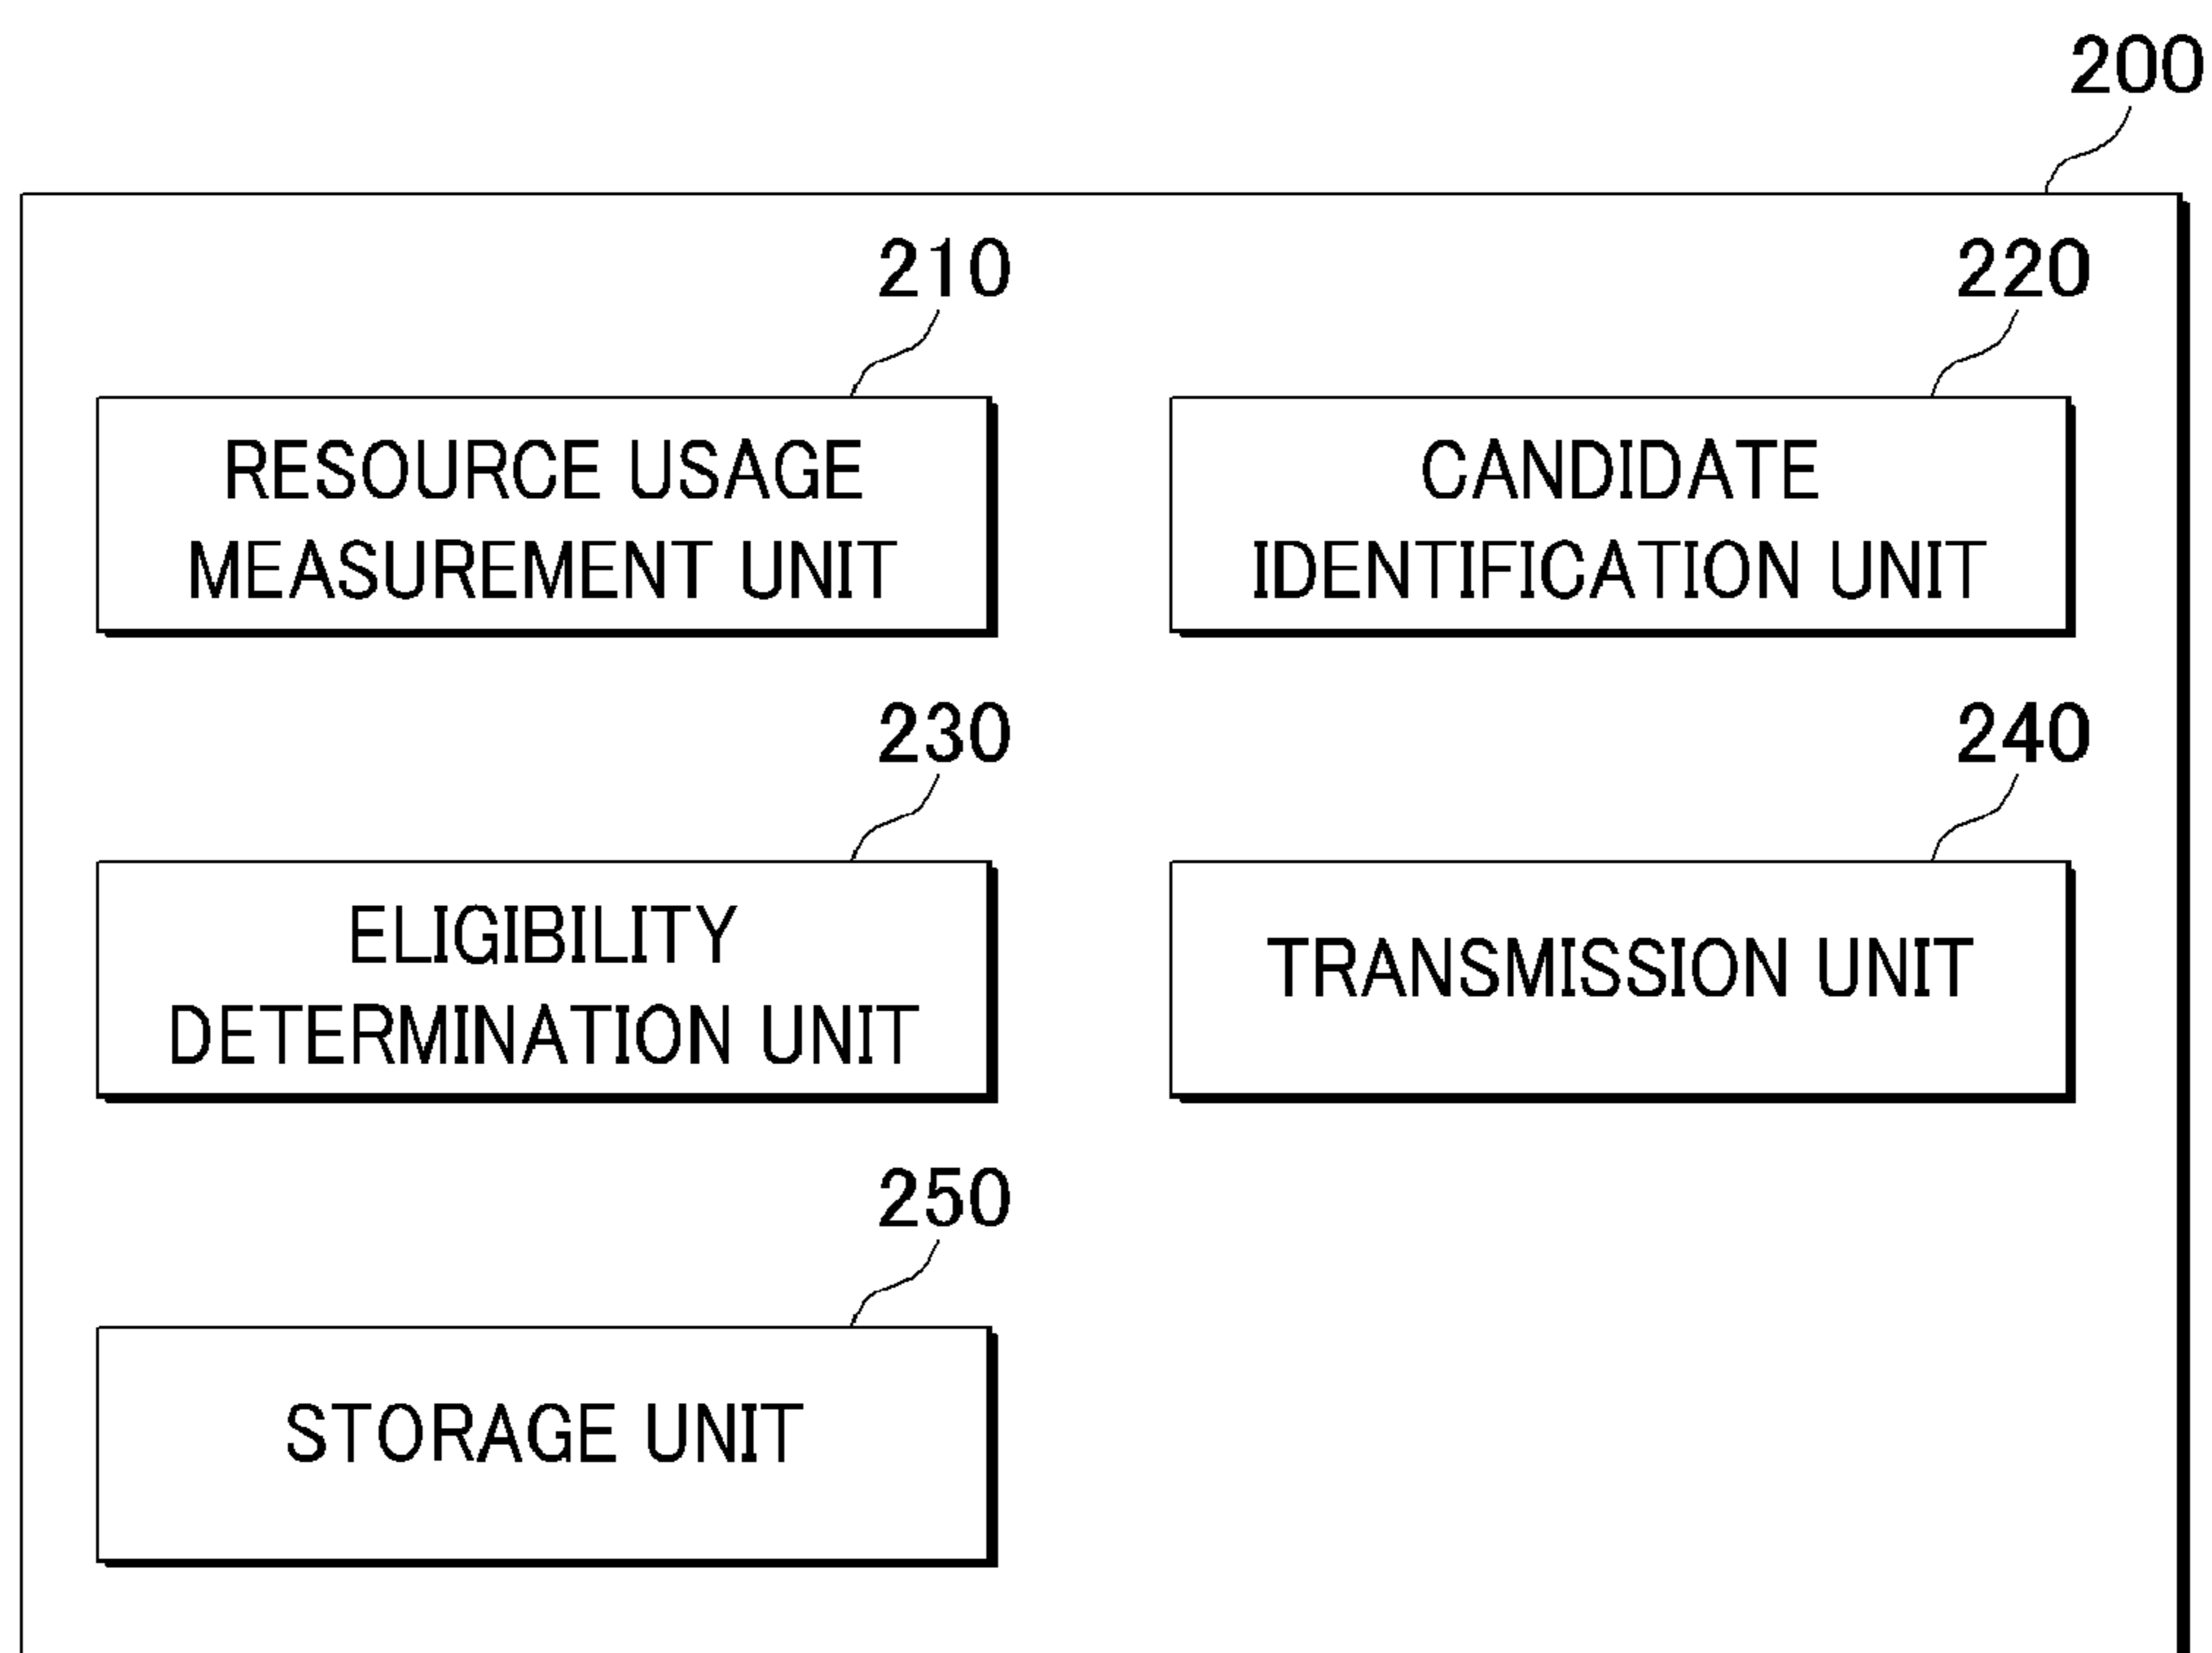 200
210
220
RESOURCE USAGE
MEASUREMENT UNIT
CANDIDATE
IDENTIFICATION UNIT
230
240
ELIGIBILITY
DETERMINATION UNIT
TRANSMISSION UNIT
250
STORAGE UNIT